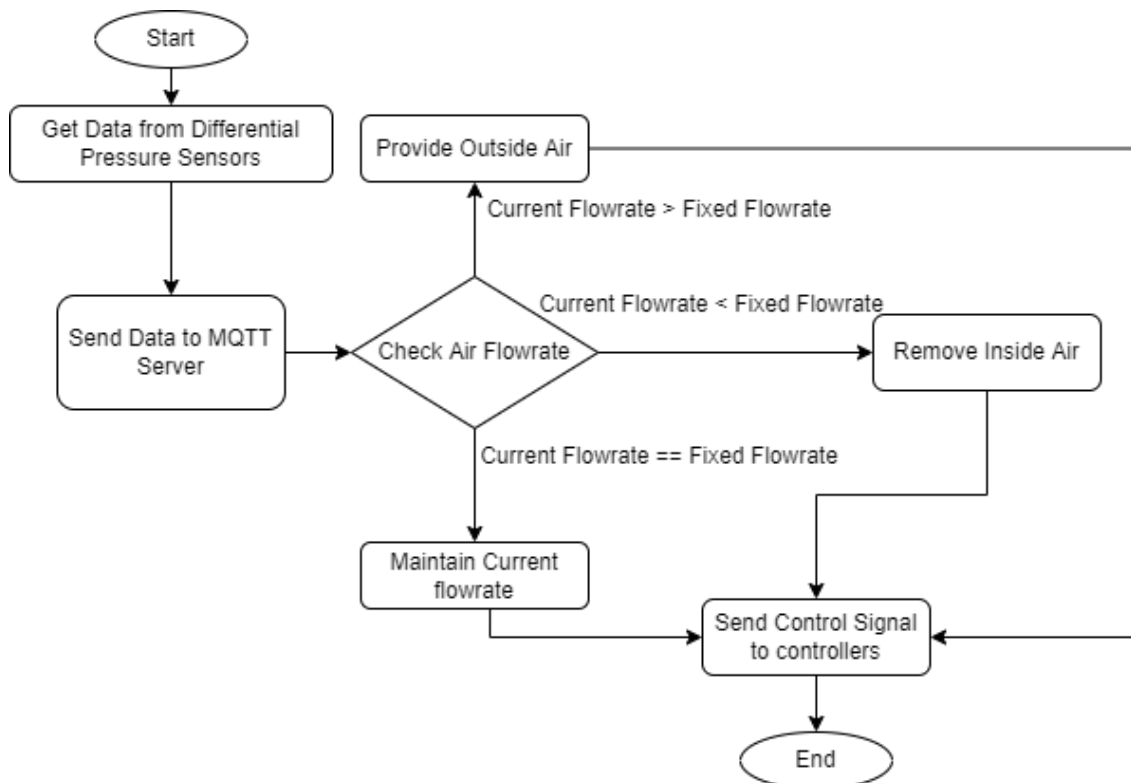 Start
Get Data from Differential
Pressure Sensors
Provide Outside Air
Current Flowrate > Fixed Flowrate
Current Flowrate < Fixed Flowrate
Send Data to MQTT
Server
Check Air Flowrate
Remove Inside Air
Current Flowrate == Fixed Flowrate
Maintain Current
flowrate
Send Control Signal
to controllers
End